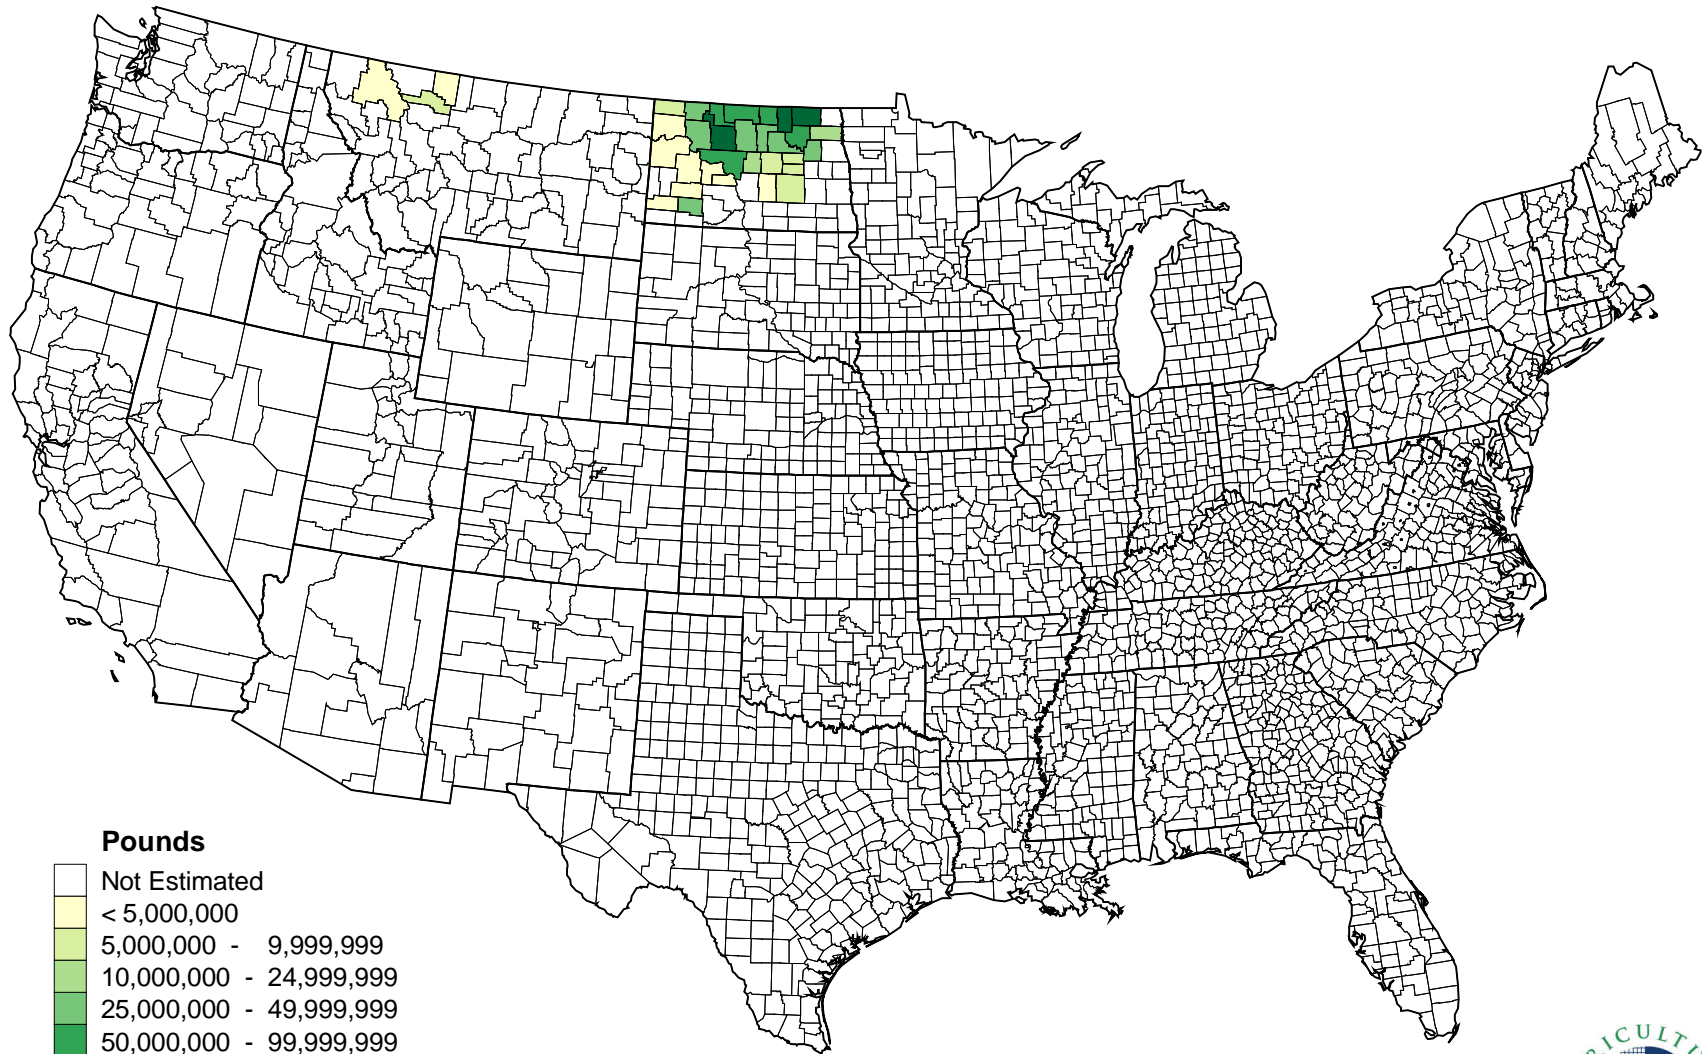 Pounds
Not Estimated
< 5,000,000
5,000,000 - 9,999,999
10,000,000 - 24,999,999
25,000,000 - 49,999,999
50,000,000 - 99,999,999